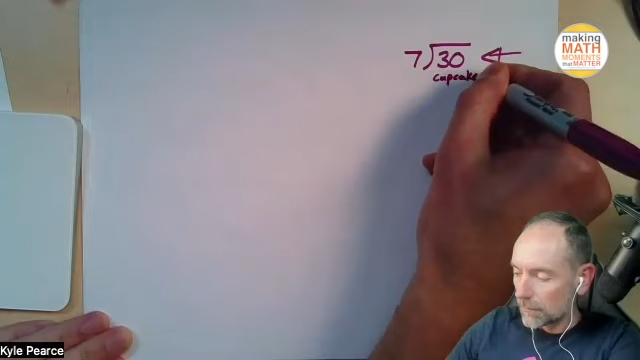 7 30
cupcake
making
MATH
MOMENTS
that MATTER
Kyle Pearce